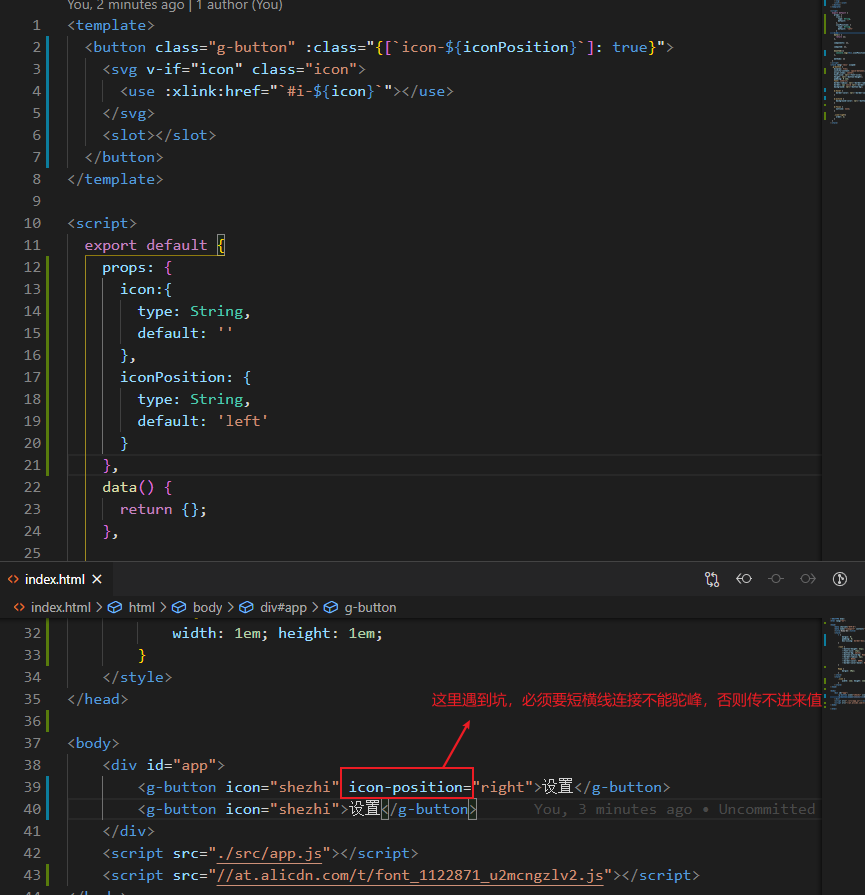 You, 2 minutes ago | 1 author (You)
1 <template>
2 <button class="g-button" :class="{[`icon-${iconPosition}`]: true}">
3 <svg v-if="icon" class="icon">
4 <use :xlink:href="`#i-${icon}`"></use>
5 </svg>
6 <slot></slot>
7 </button>
8 </template>
9
10 <script>
11 export default {
12 props: {
13 icon:{
14 type: String,
15 default: ''
16 },
17 iconPosition: {
18 type: String,
19 default: 'left'
20 }
21 },
22 data() {
23 return {};
24 },
25
index.html
index.html > html > body > div#app > g-button
32 width: 1em; height: 1em;
33 }
34 </style>
35 </head>
这里遇到坑，必须要短横线连接不能驼峰，否则传不进来值
36
37 <body>
38 <div id="app">
39 <g-button icon="shezhi" icon-position="right">设置</g-button>
40 <g-button icon="shezhi">设置</g-button> You, 3 minutes ago • Uncommitted
41 </div>
42 <script src="./src/app.js"></script>
43 <script src="//at.alicdn.com/t/font_1122871_u2mcngzlv2.js"></script>